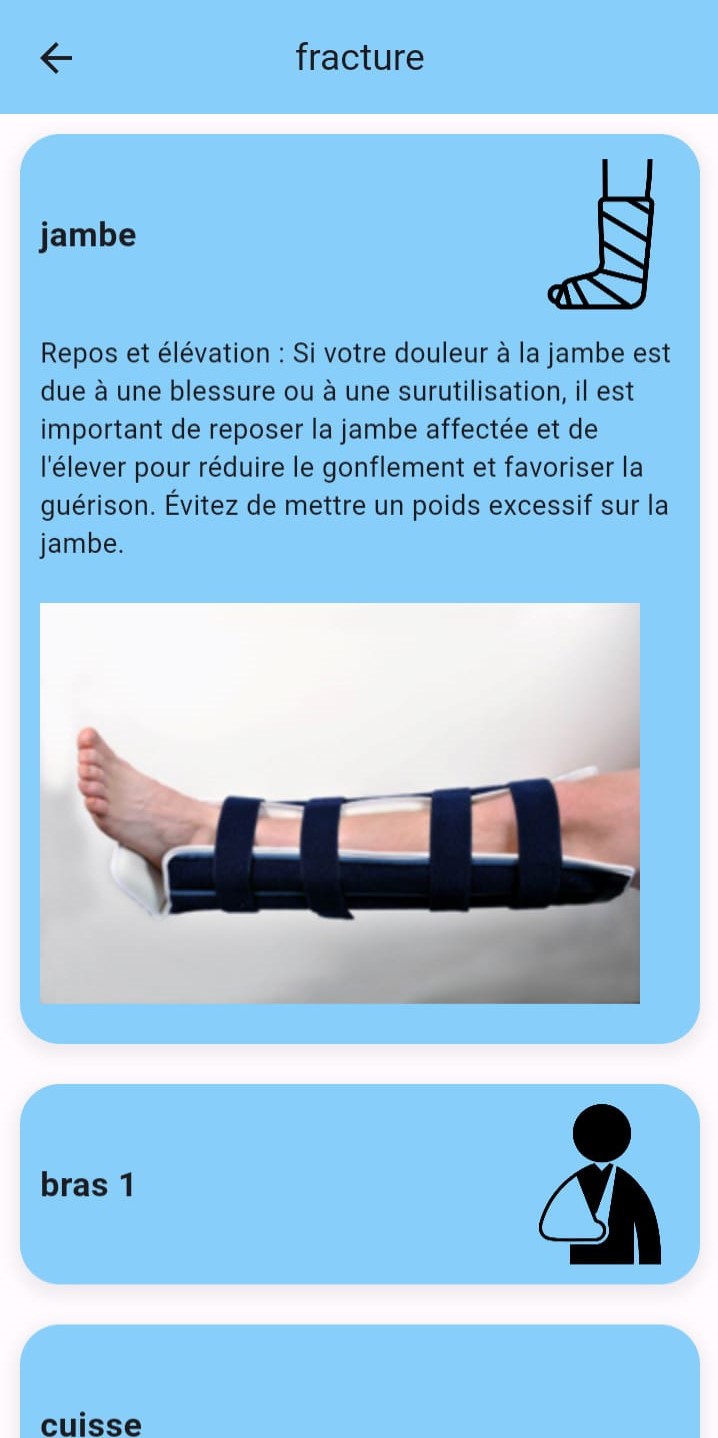 fracture
jambe
Repos et élévation : Si votre douleur à la jambe est
due à une blessure ou à une surutilisation, il est
important de reposer la jambe affectée et de
l'élever pour réduire le gonflement et favoriser la
guérison. Évitez de mettre un poids excessif sur la
jambe.
bras 1
cuisse